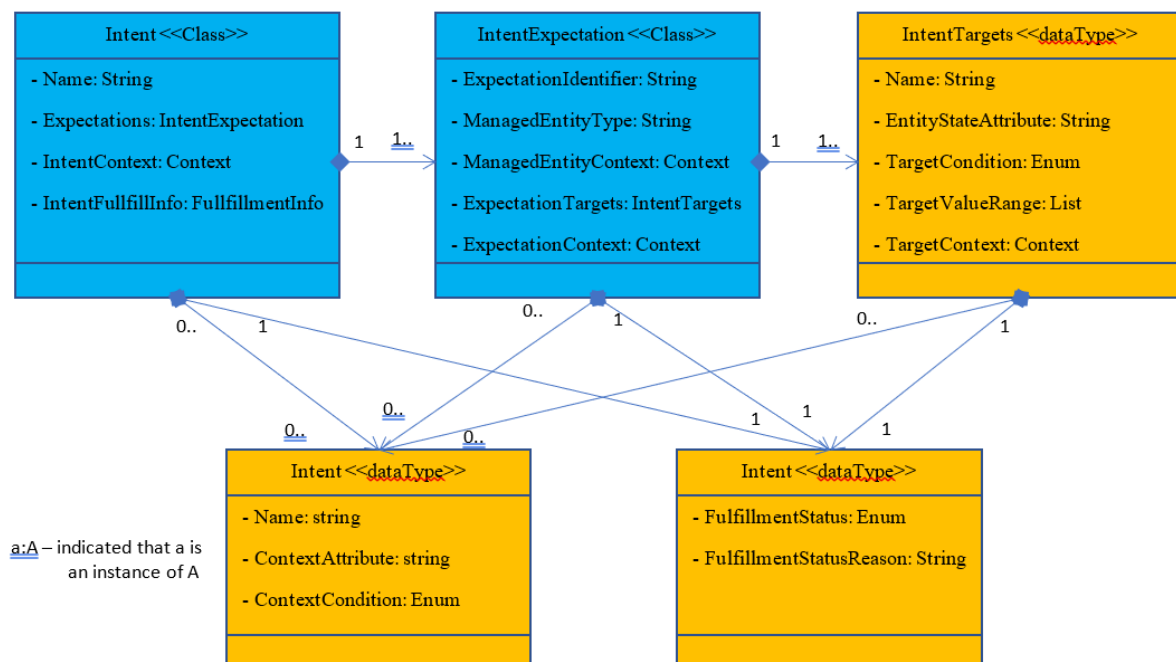 Intent <<Class>>
- Name: String
- Expectations: IntentExpectation
- IntentContext: Context
- IntentFullfillInfo: FullfillmentInfo
IntentExpectation <<Class>>
- ExpectationIdentifier: String
- ManagedEntityType: String
- ManagedEntityContext: Context
- ExpectationTargets: IntentTargets
- ExpectationContext: Context
IntentTargets <<dataType>>
- Name: String
- EntityStateAttribute: String
- TargetCondition: Enum
- TargetValueRange: List
- TargetContext: Context
1
1..
1
1..
0..
1
0..
1
0..
1
0..
0..
0..
1
1
1
Intent <<dataType>>
- Name: string
- ContextAttribute: string
- ContextCondition: Enum
Intent <<dataType>>
- FulfillmentStatus: Enum
- FulfillmentStatusReason: String
a:A – indicated that a is
an instance of A